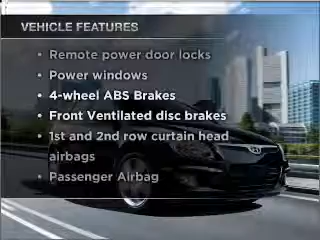 VEHICLE FEATURES
• Remote power door locks
• Power windows
• 4-wheel ABS Brakes
• Front Ventilated disc brakes
• 1st and 2nd row curtain head
airbags
• Passenger Airbag